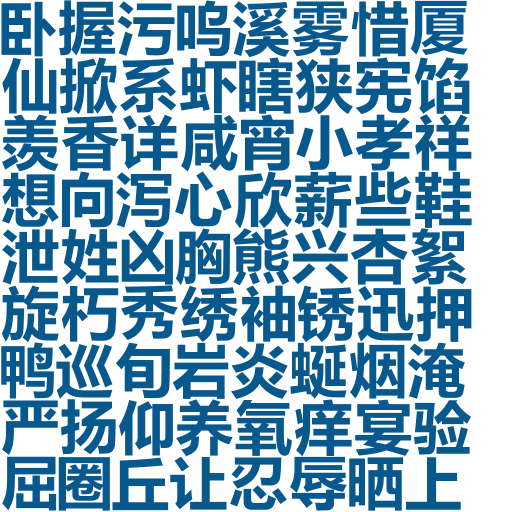 卧握污呜溪雾惜厦
仙掀系虾瞎狭宪馅
羡香详咸宵小孝祥
想向泻心欣薪些鞋
泄姓凶胸熊兴杏絮
旋朽秀绣袖锈迅押
鸭巡旬岩炎蜒烟淹
严扬仰养氧痒宴验
屈圈丘让忍辱晒上